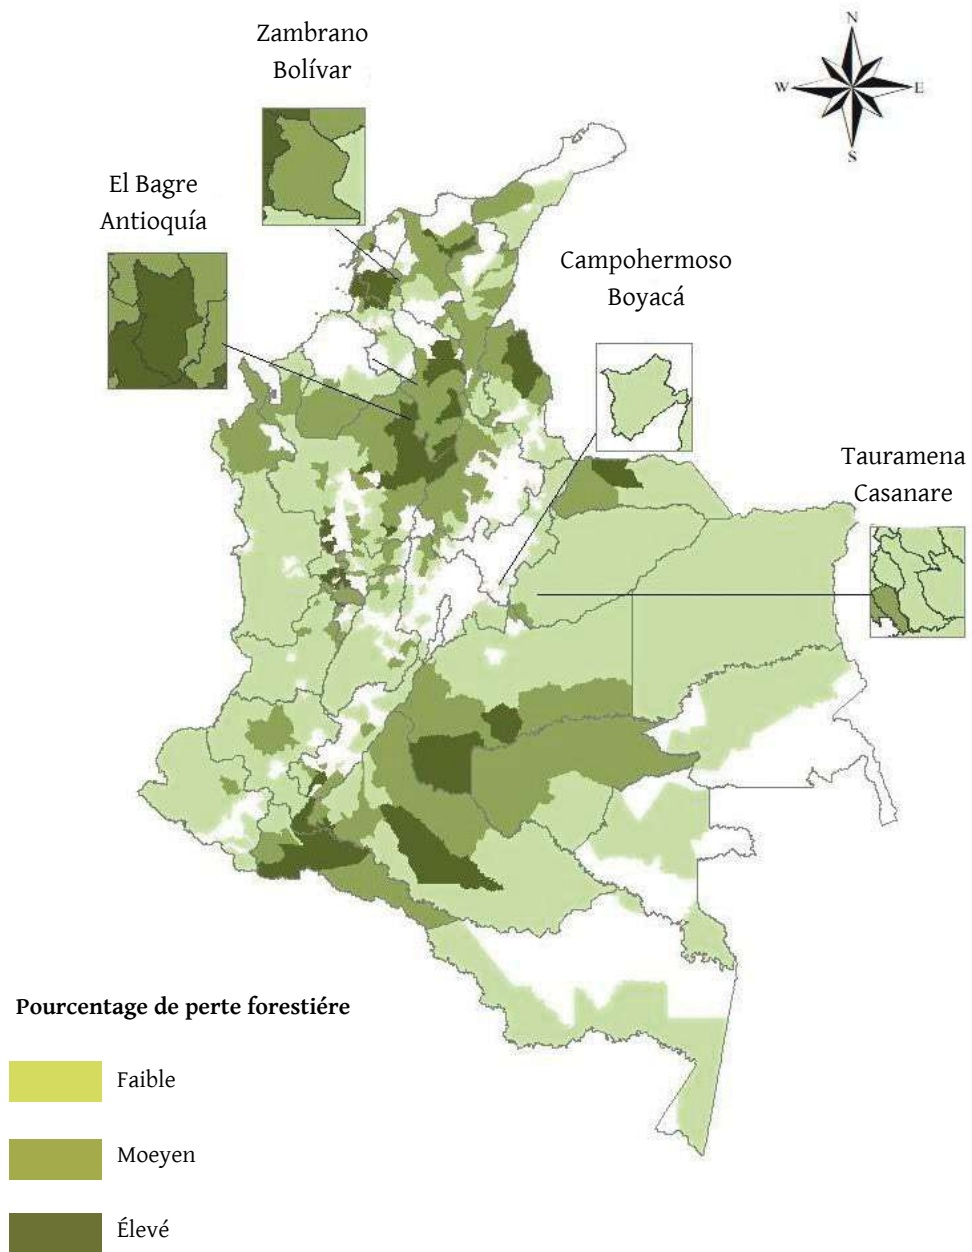 Zambrano
Bolívar
N
W
E
S
El Bagre
Antioquía
Campohermoso
Boyacá
Tauramena
Casanare
Pourcentage de perte forestiére
Faible
Moeyen
Élevé